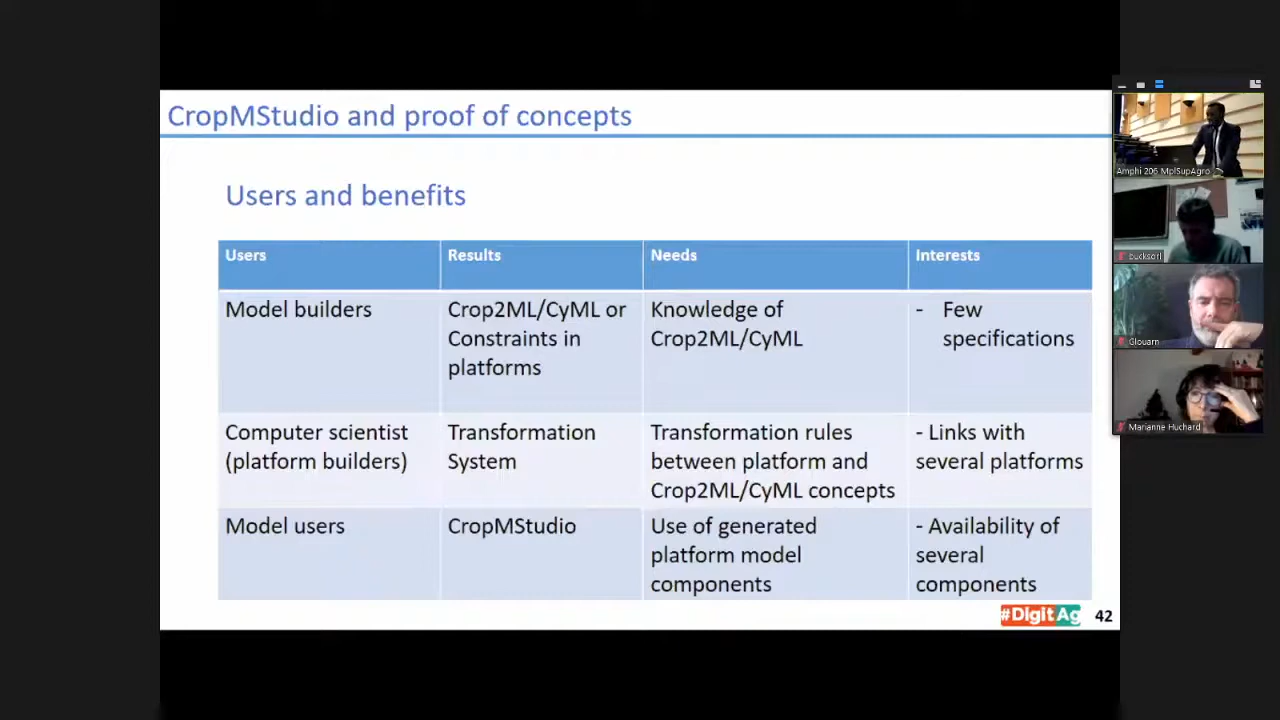 CropMStudio and proof of concepts
Users and benefits
Users
Results
Needs
Interests
Model builders
Crop2ML/CyML or
Constraints in
platforms
Knowledge of
Crop2ML/CyML
- Few
specifications
Computer scientist
(platform builders)
Transformation
System
Transformation rules
between platform and
Crop2ML/CyML concepts
- Links with
several platforms
Model users
CropMStudio
Use of generated
platform model
components
- Availability of
several
components
#DigitAg
42
Amphi 206 MplSupAgro
bucksorl
Glouarn
Marianne Huchard